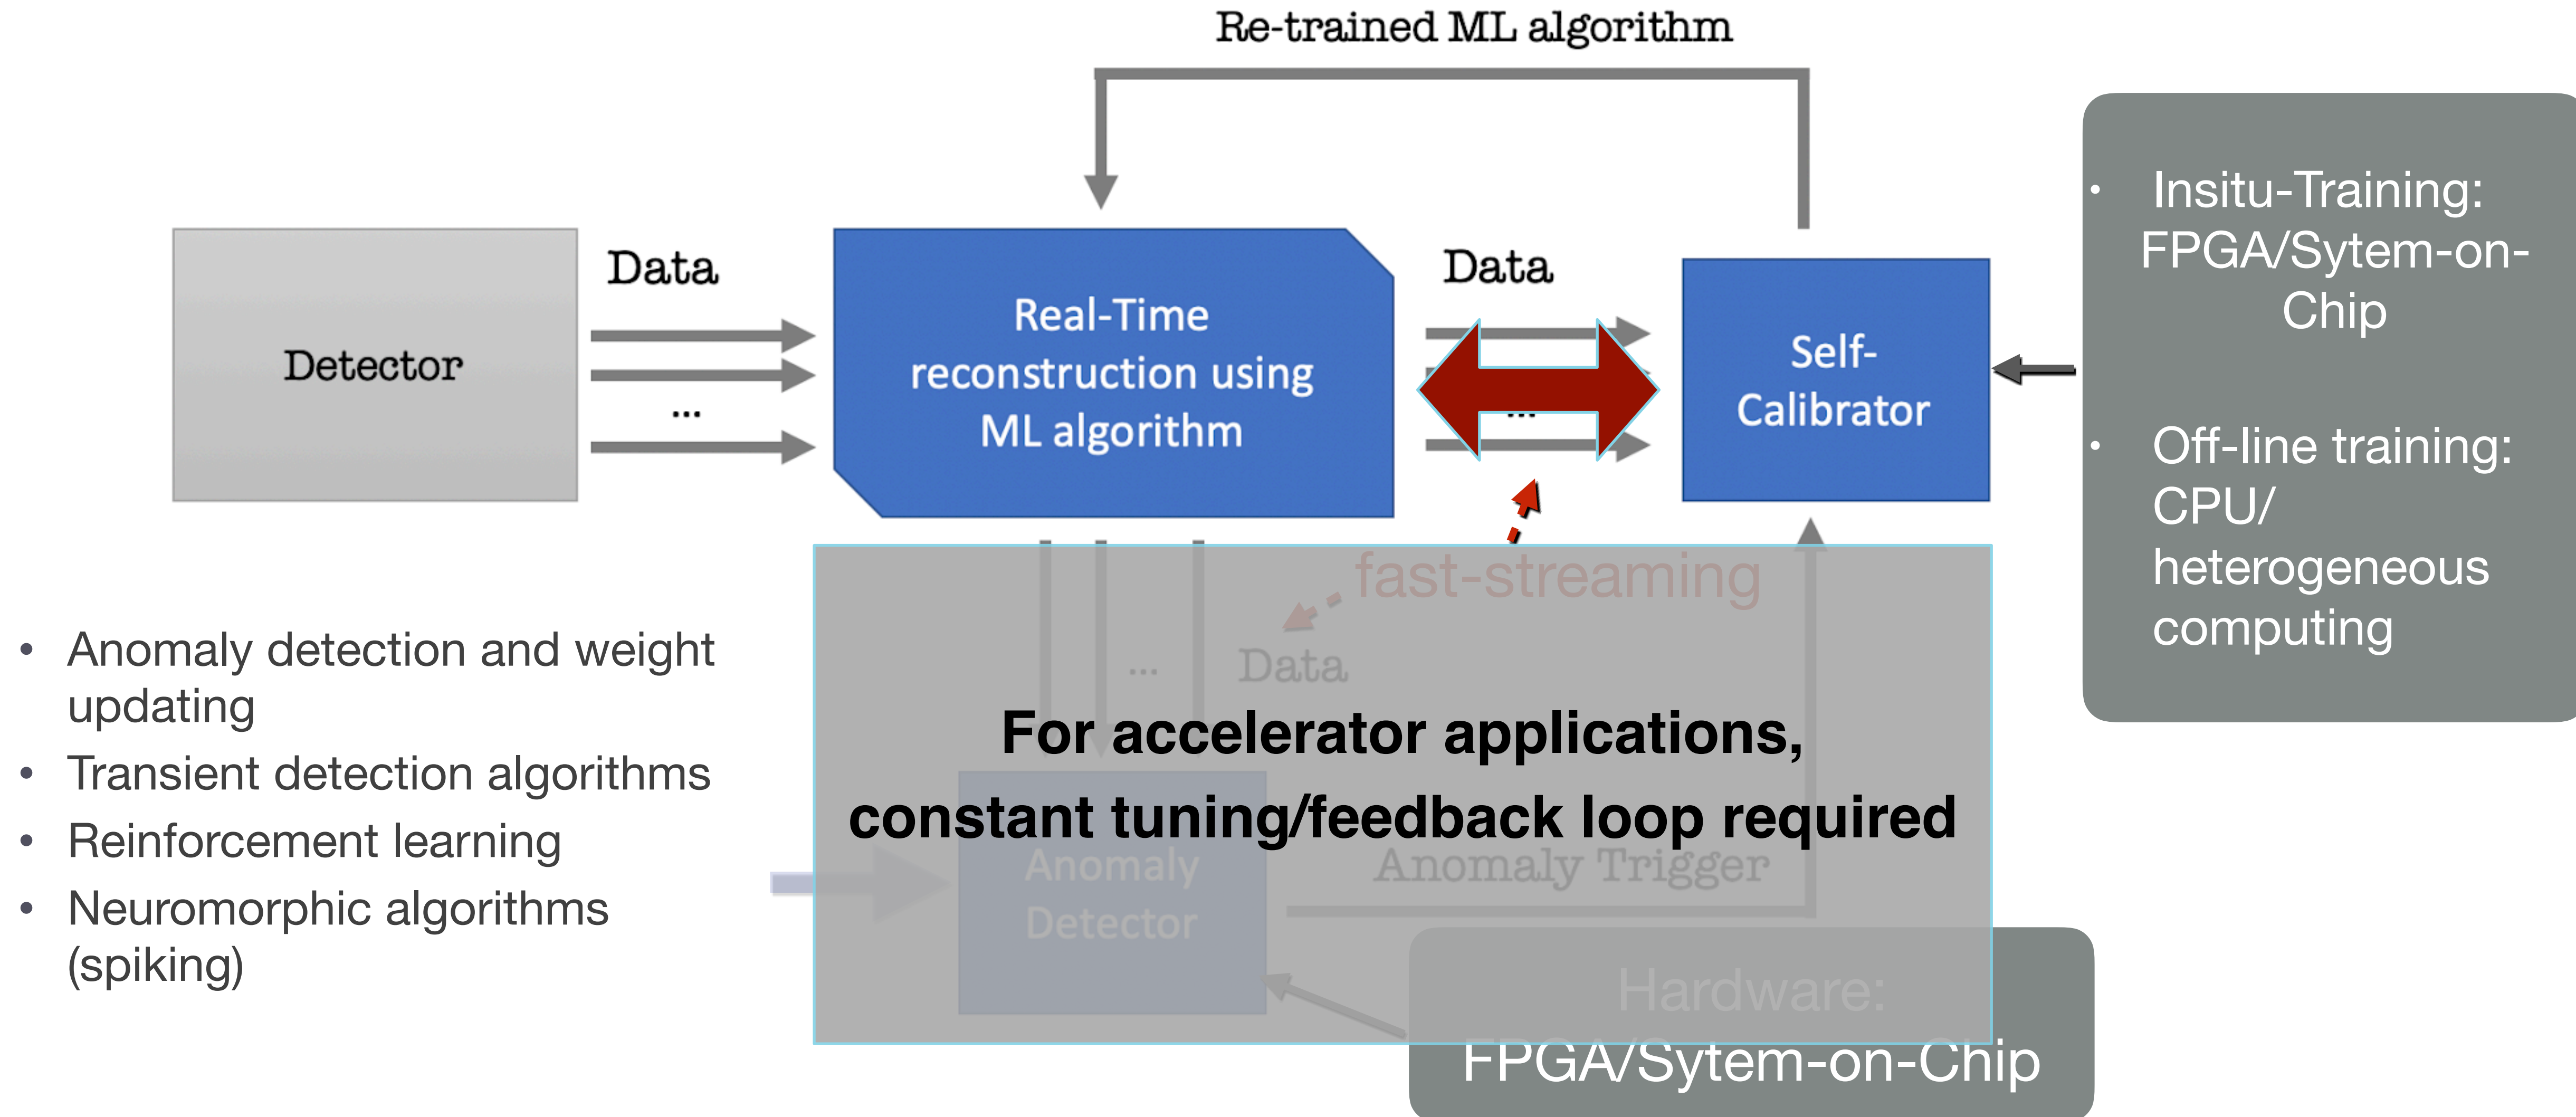 Re-trained ML algorithm
Detector
Data
...
Real-Time
reconstruction using
ML algorithm
Data
...
Self-
Calibrator
• Insitu-Training:
FPGA/Sytem-on-
Chip
• Off-line training:
CPU/
heterogeneous
computing
• Anomaly detection and weight
updating
• Transient detection algorithms
• Reinforcement learning
• Neuromorphic algorithms
(spiking)
fast-streaming
... Data
For accelerator applications,
constant tuning/feedback loop required
Anomaly
Detector
Anomaly Trigger
Hardware:
FPGA/Sytem-on-Chip